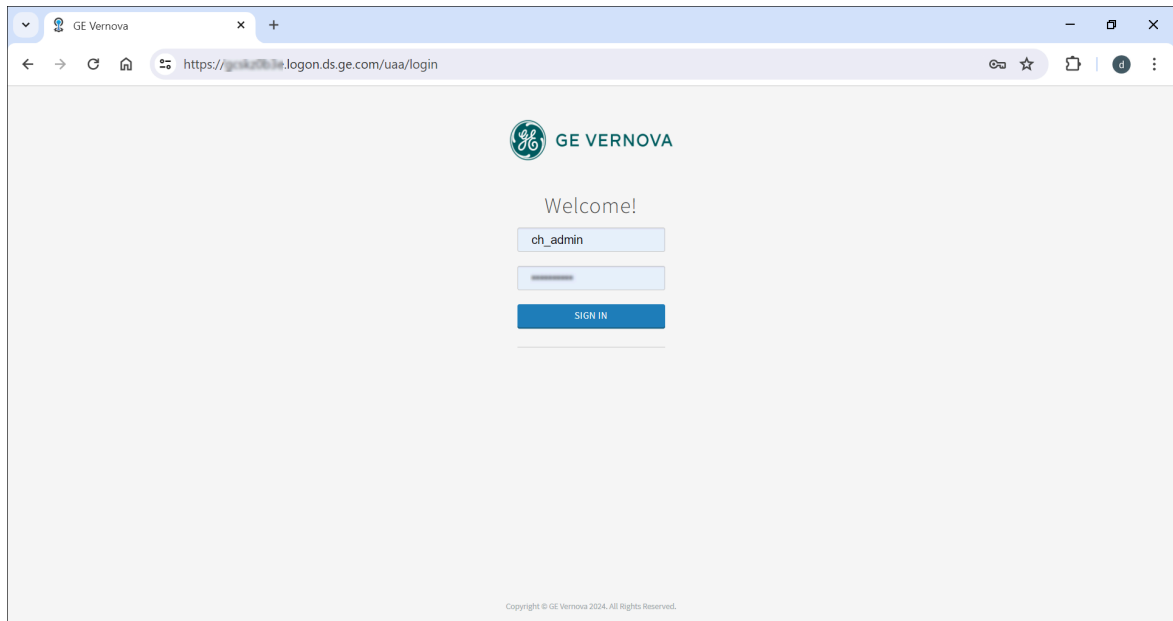 GE Vernova
https:// .logon.ds.ge.com/uaa/login
d
GE VERNOVA
Welcome!
ch_admin
SIGN IN
Copyright © GE Vernova 2024. All Rights Reserved.